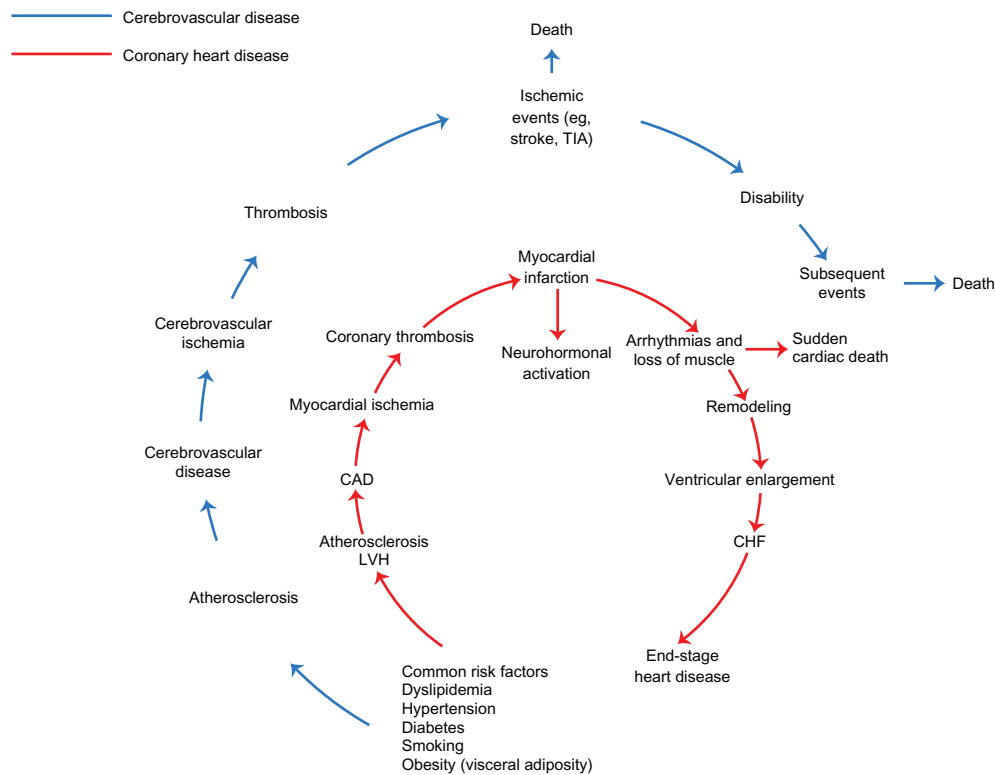 Cerebrovascular disease
Coronary heart disease
Death
Ischemic
events (eg,
stroke, TIA)
Disability
Subsequent
events
Death
Thrombosis
Cerebrovascular
ischemia
Cerebrovascular
disease
Atherosclerosis
Myocardial
infarction
Neurohormonal
activation
Coronary thrombosis
Myocardial ischemia
CAD
Atherosclerosis
LVH
Arrhythmias and
loss of muscle
Sudden
cardiac death
Remodeling
Ventricular enlargement
CHF
End-stage
heart disease
Common risk factors
Dyslipidemia
Hypertension
Diabetes
Smoking
Obesity (visceral adiposity)